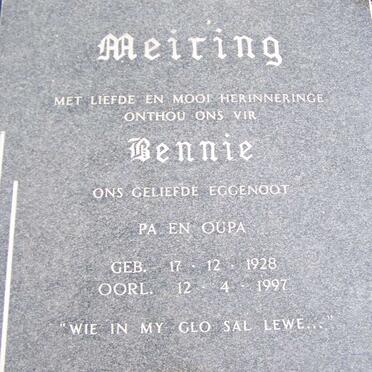 Meiring
MET LIEFDE EN MOOI HERINNERINGE
ONTHOU ONS VIR
Bennie
ONS GELIEFDE EGGENOOT
PA EN OUPA
GEB. 17 · 12 · 1928
OORL. 12 · 4 · 1997
"WIE IN MY GLO SAL LEWE..."